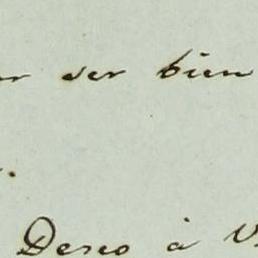 ser bien
Deseo à